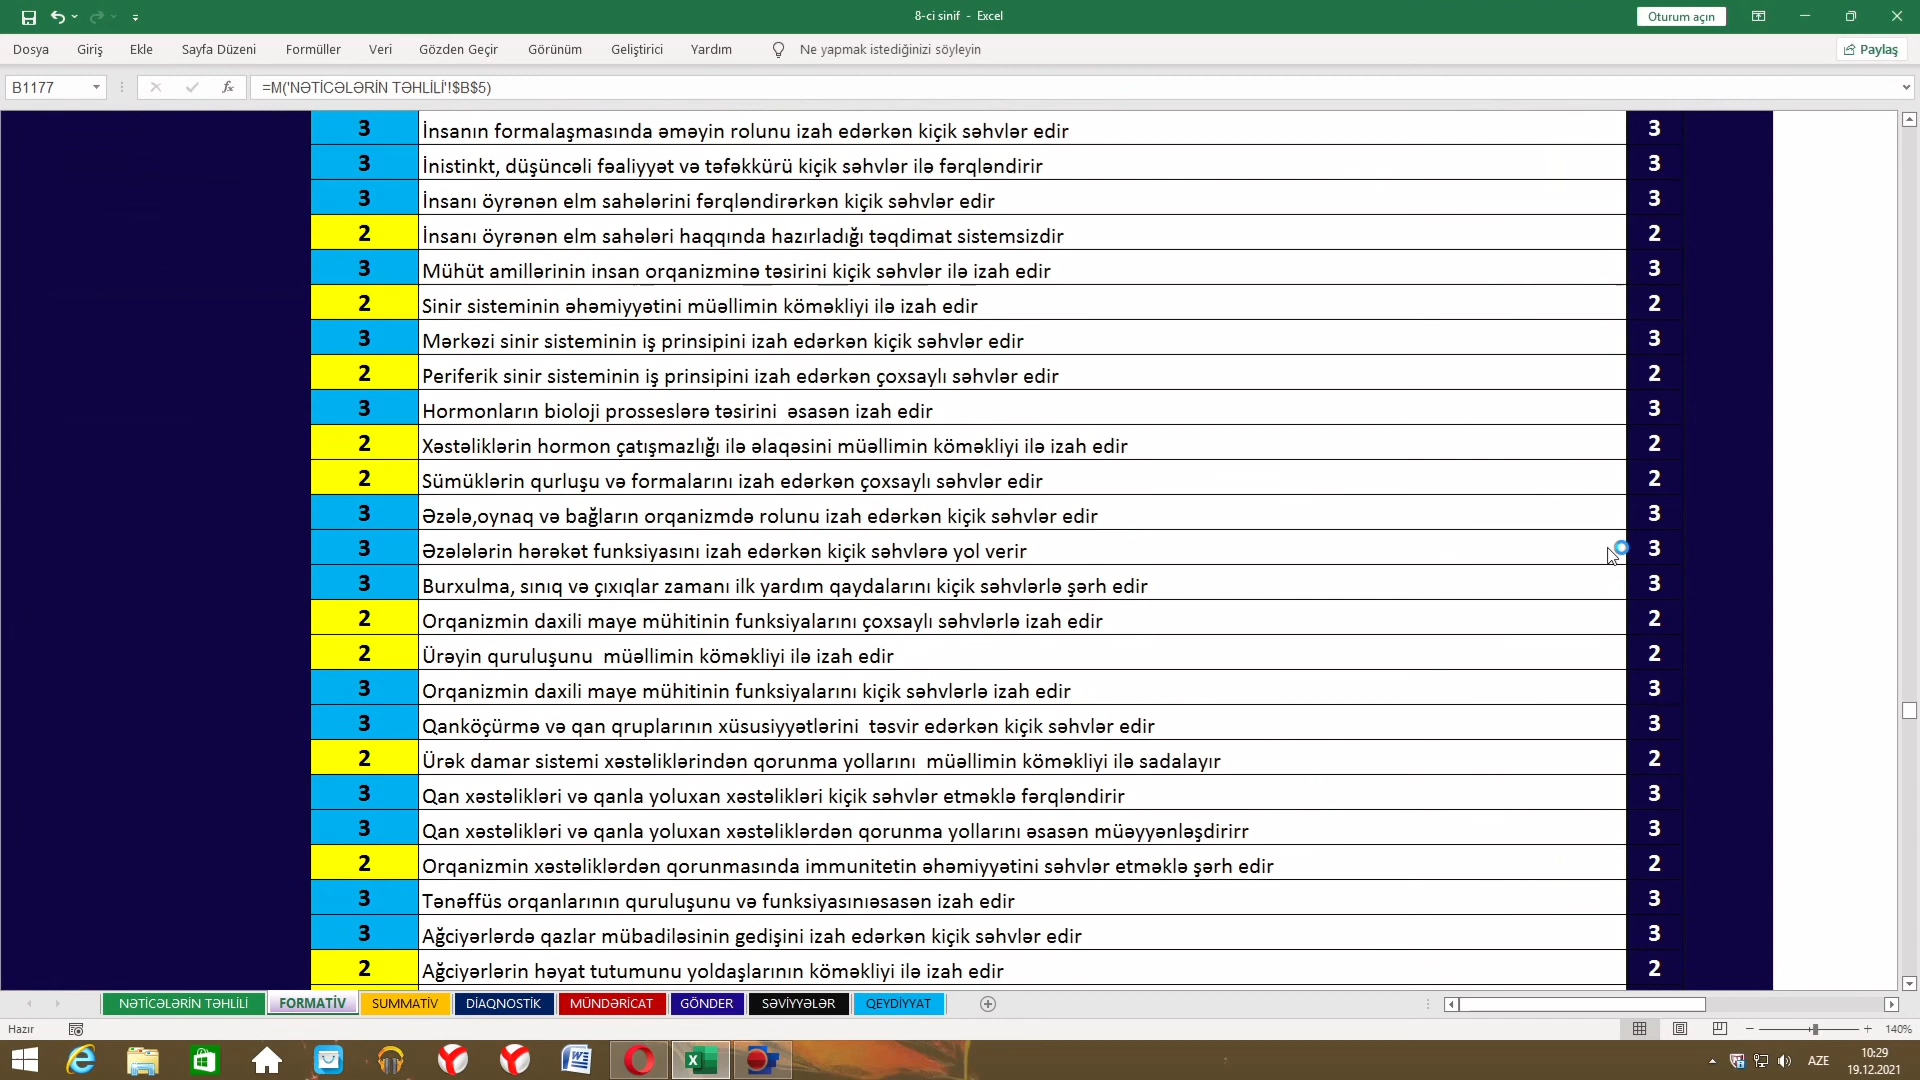 8-ci sinif - Excel
Oturum açın
Dosya Giriş Ekle Sayfa Düzeni Formüller Veri Gözden Geçir Görünüm Geliştirici Yardım Ne yapmak istediğinizi söyleyin Paylaş
B1177 fx =M('NƏTİCƏLƏRİN TƏHLİLİ'!$B$5)
3 İnsanın formalaşmasında əməyin rolunu izah edərkən kiçik səhvlər edir 3
3 İnistinkt, düşüncəli fəaliyyət və təfəkkürü kiçik səhvlər ilə fərqləndirir 3
3 İnsanı öyrənən elm sahələrini fərqləndirərkən kiçik səhvlər edir 3
2 İnsanı öyrənən elm sahələri haqqında hazırladığı təqdimat sistemsizdir 2
3 Mühüt amillərinin insan orqanizminə təsirini kiçik səhvlər ilə izah edir 3
2 Sinir sisteminin əhəmiyyətini müəllimin köməkliyi ilə izah edir 2
3 Mərkəzi sinir sisteminin iş prinsipini izah edərkən kiçik səhvlər edir 3
2 Periferik sinir sisteminin iş prinsipini izah edərkən çoxsaylı səhvlər edir 2
3 Hormonların bioloji prosseslərə təsirini əsasən izah edir 3
2 Xəstəliklərin hormon çatışmazlığı ilə əlaqəsini müəllimin köməkliyi ilə izah edir 2
2 Sümüklərin qurluşu və formalarını izah edərkən çoxsaylı səhvlər edir 2
3 Əzələ,oynaq və bağların orqanizmdə rolunu izah edərkən kiçik səhvlər edir 3
3 Əzələlərin hərəkət funksiyasını izah edərkən kiçik səhvlərə yol verir 3
3 Burxulma, sınıq və çıxıqlar zamanı ilk yardım qaydalarını kiçik səhvlərlə şərh edir 3
2 Orqanizmin daxili maye mühitinin funksiyalarını çoxsaylı səhvlərlə izah edir 2
2 Ürəyin quruluşunu müəllimin köməkliyi ilə izah edir 2
3 Orqanizmin daxili maye mühitinin funksiyalarını kiçik səhvlərlə izah edir 3
3 Qanköçürmə və qan qruplarının xüsusiyyətlərini təsvir edərkən kiçik səhvlər edir 3
2 Ürək damar sistemi xəstəliklərindən qorunma yollarını müəllimin köməkliyi ilə sadalayır 2
3 Qan xəstəlikləri və qanla yoluxan xəstəlikləri kiçik səhvlər etməklə fərqləndirir 3
3 Qan xəstəlikləri və qanla yoluxan xəstəliklərdən qorunma yollarını əsasən müəyyənləşdirirr 3
2 Orqanizmin xəstəliklərdən qorunmasında immunitetin əhəmiyyətini səhvlər etməklə şərh edir 2
3 Tənəffüs orqanlarının quruluşunu və funksiyasınıəsasən izah edir 3
3 Ağciyərlərdə qazlar mübadiləsinin gedişini izah edərkən kiçik səhvlər edir 3
2 Ağciyərlərin həyat tutumunu yoldaşlarının köməkliyi ilə izah edir 2
NƏTİCƏLƏRİN TƏHLİLİ FORMATİV SUMMATİV DİAQNOSTİK MÜNDƏRİCAT GÖNDER SƏVİYYƏLƏR QEYDİYYAT
Hazır 140%
AZE 10:29
19.12.2021